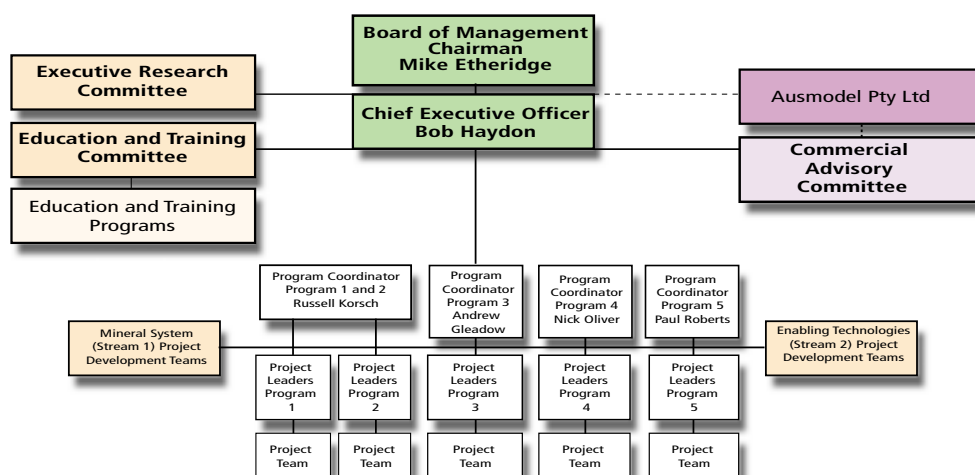 Board of Management
Chairman
Mike Etheridge
Executive Research
Committee
Ausmodel Pty Ltd
Chief Executive Officer
Bob Haydon
Education and Training
Committee
Commercial
Advisory
Committee
Education and Training
Programs
Program Coordinator
Program 1 and 2
Russell Korsch
Program
Coordinator
Program 3
Andrew
Gleadow
Program
Coordinator
Program 4
Nick Oliver
Program
Coordinator
Program 5
Paul Roberts
Mineral System
(Stream 1) Project
Development Teams
Enabling Technologies
(Stream 2) Project
Development Teams
Project
Leaders
Program
1
Project
Leaders
Program
2
Project
Leaders
Program
3
Project
Leaders
Program
4
Project
Leaders
Program
5
Project
Team
Project
Team
Project
Team
Project
Team
Project
Team